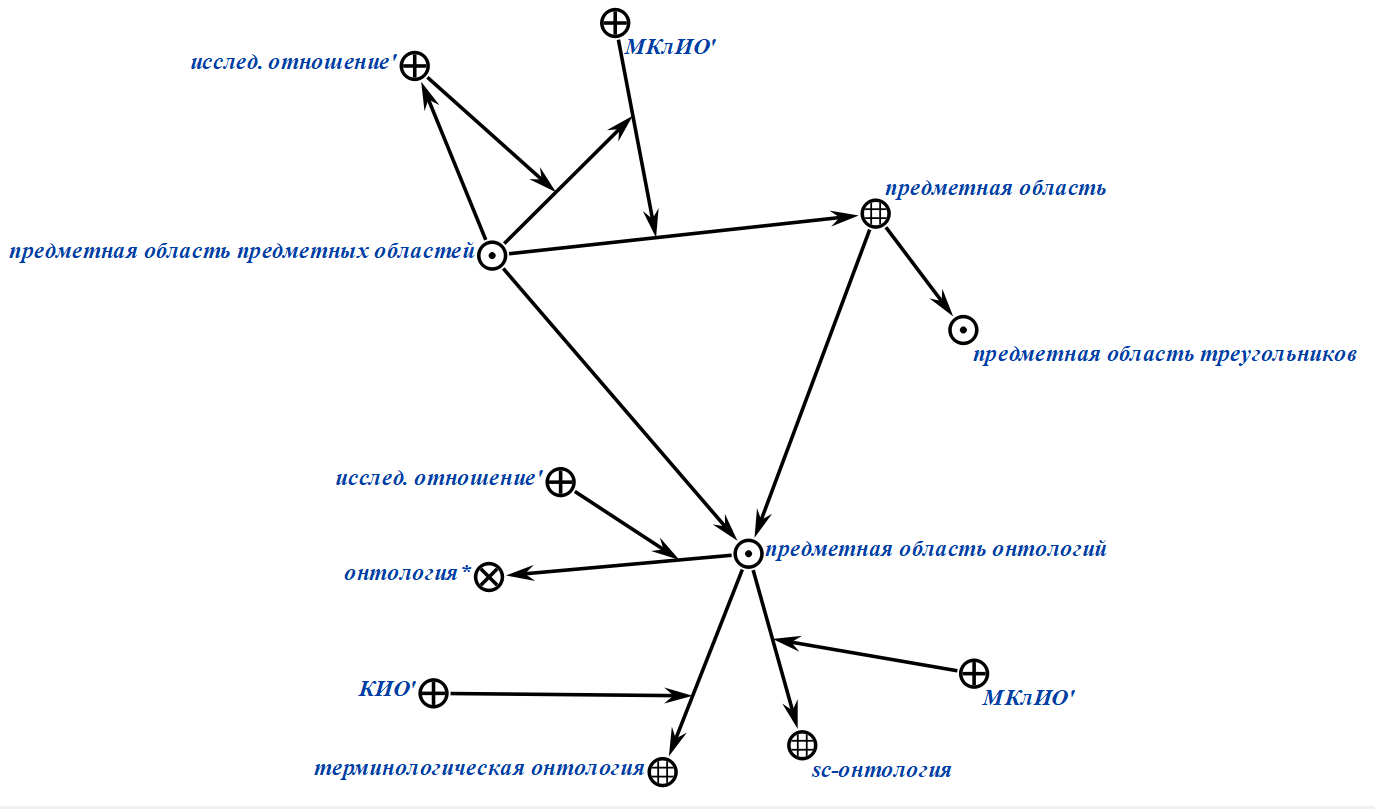 МКлИО'
исслед. отношение'
предметная область
предметная область предметных областей
предметная область треугольников
исслед. отношение'
предметная область онтологий
онтология*
КИО'
МКлИО'
терминологическая онтология
sc-онтология